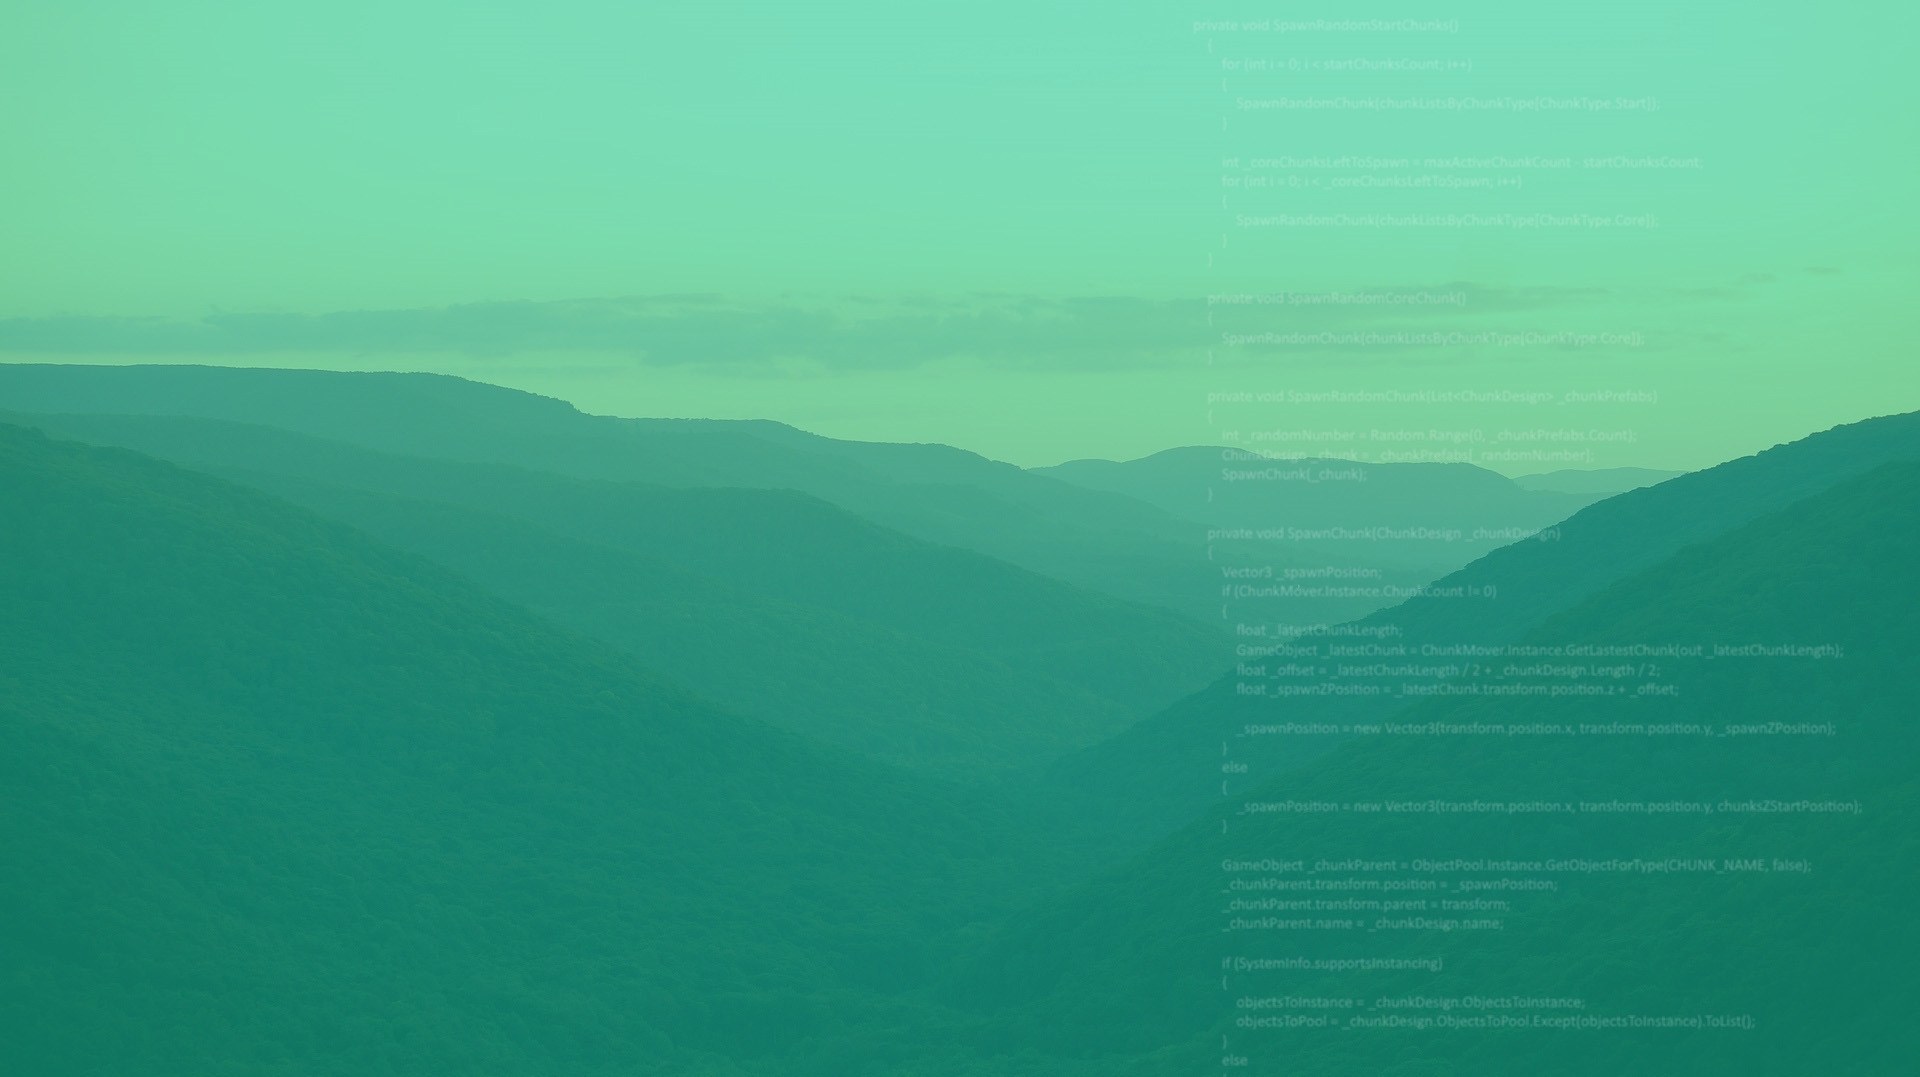 private void SpawnRandomStartChunks()
{
for (int i = 0; i < startChunksCount; i++)
{
SpawnRandomChunk(chunkListsByChunkType[ChunkType.Start]);
}
int _coreChunksLeftToSpawn = maxActiveChunkCount - startChunksCount;
for (int i = 0; i < _coreChunksLeftToSpawn; i++)
{
SpawnRandomChunk(chunkListsByChunkType[ChunkType.Core]);
}
}
private void SpawnRandomCoreChunk()
{
SpawnRandomChunk(chunkListsByChunkType[ChunkType.Core]);
}
private void SpawnRandomChunk(List<ChunkDesign> _chunkPrefabs)
{
int _randomNumber = Random.Range(0, _chunkPrefabs.Count);
ChunkDesign _chunk = _chunkPrefabs[_randomNumber];
SpawnChunk(_chunk);
}
private void SpawnChunk(ChunkDesign _chunkDesign)
{
Vector3 _spawnPosition;
if (ChunkMover.Instance.ChunkCount != 0)
{
float _latestChunkLength;
GameObject _latestChunk = ChunkMover.Instance.GetLastestChunk(out _latestChunkLength);
float _offset = _latestChunkLength / 2 + _chunkDesign.Length / 2;
float _spawnZPosition = _latestChunk.transform.position.z + _offset;
_spawnPosition = new Vector3(transform.position.x, transform.position.y, _spawnZPosition);
}
else
{
_spawnPosition = new Vector3(transform.position.x, transform.position.y, chunksZStartPosition);
}
GameObject _chunkParent = ObjectPool.Instance.GetObjectForType(CHUNK_NAME, false);
_chunkParent.transform.position = _spawnPosition;
_chunkParent.transform.parent = transform;
_chunkParent.name = _chunkDesign.name;
if (SystemInfo.supportsInstancing)
{
objectsToInstance = _chunkDesign.ObjectsToInstance;
objectsToPool = _chunkDesign.ObjectsToPool.Except(objectsToInstance).ToList();
}
else